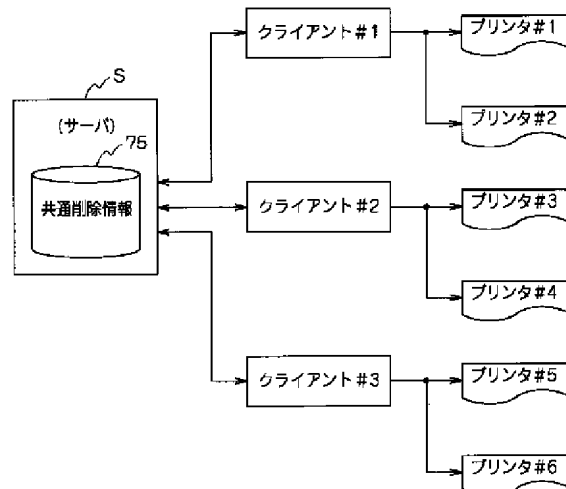 S
(サーバ)
75
共通削除情報
クライアント#1
クライアント#2
クライアント#3
プリンタ#1
プリンタ#2
プリンタ#3
プリンタ#4
プリンタ#5
プリンタ#6